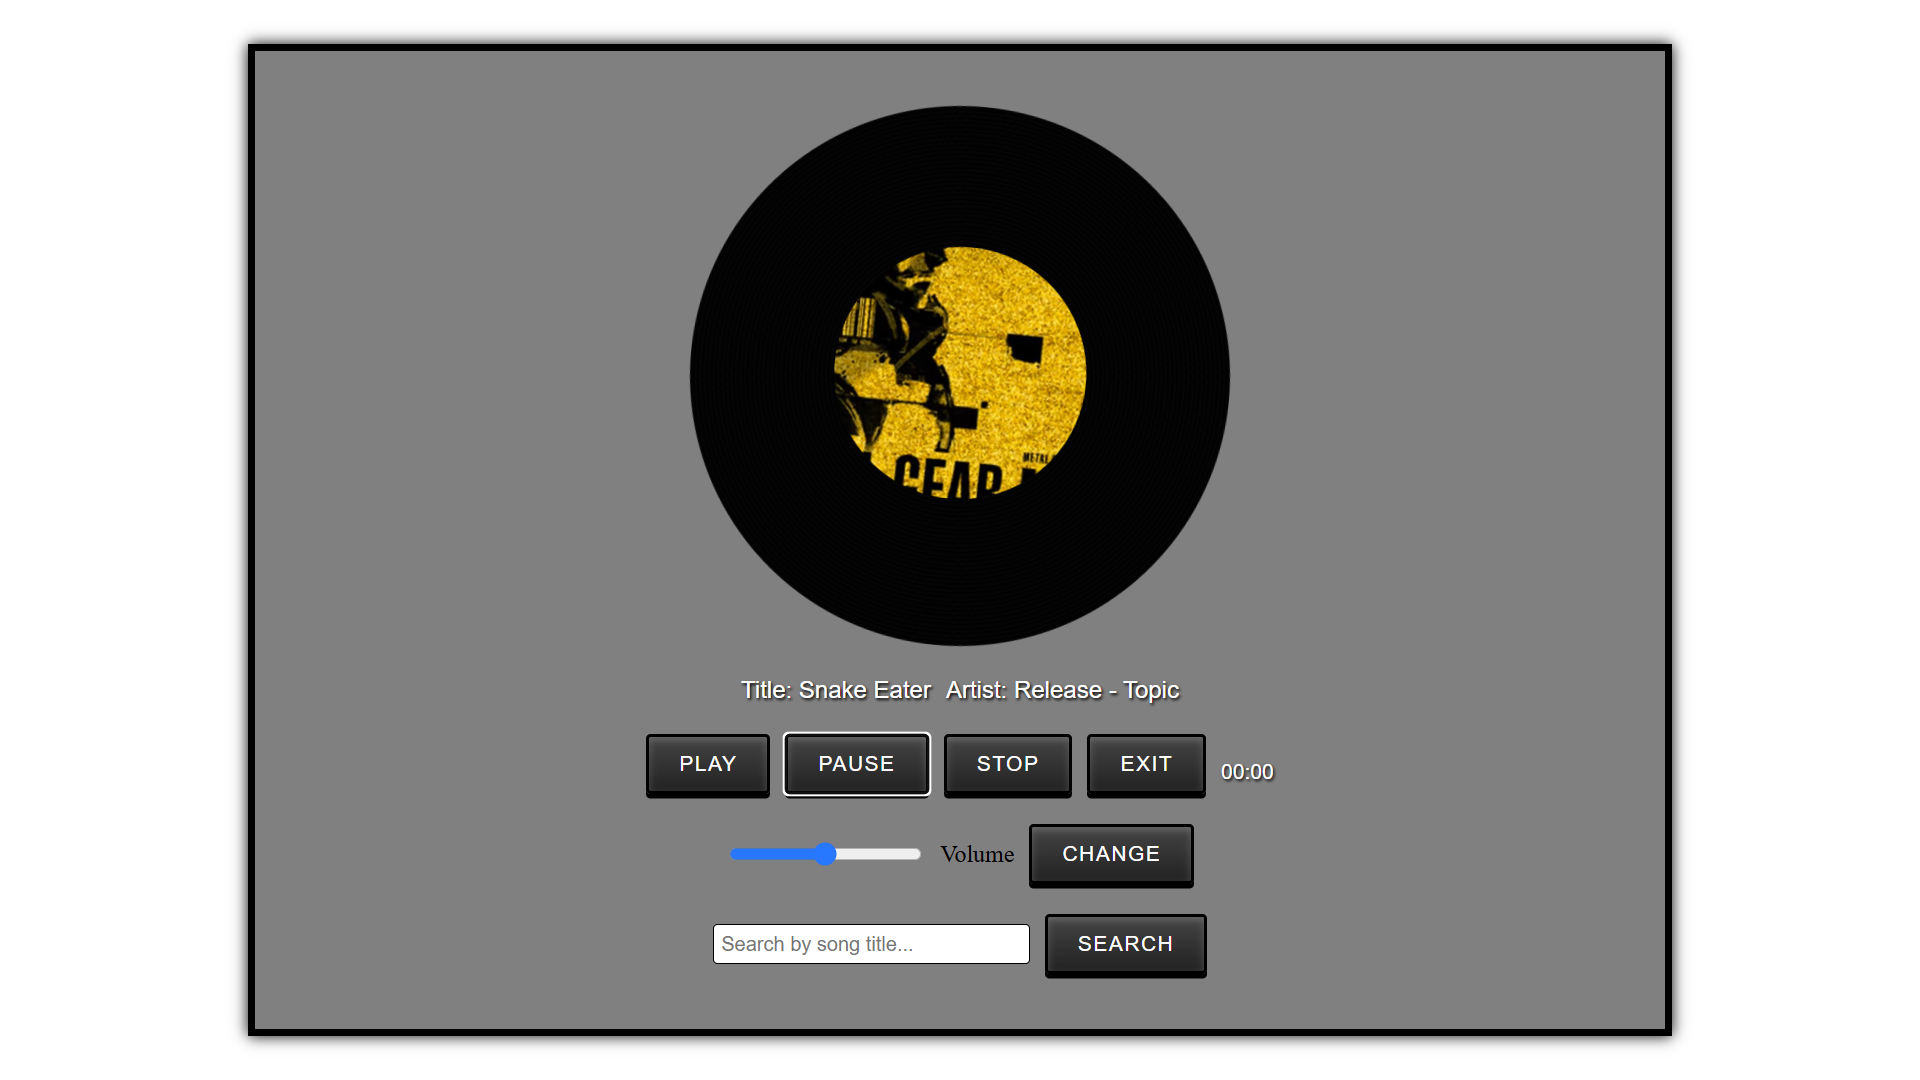 METAL
GEAR
Title: Snake Eater Artist: Release - Topic
PLAY
PAUSE
STOP
EXIT
00:00
Volume
CHANGE
Search by song title...
SEARCH